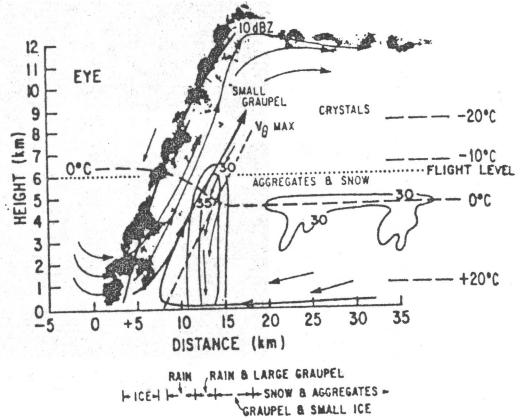 12
11
10
9
8
7
6
5
4
3
2
1
0
HEIGHT (km)
EYE
10 dBZ
SMALL
GRAUPEL
CRYSTALS
Vθ MAX
-20°C
-10°C
0°C
30
FLIGHT LEVEL
AGGREGATES & SNOW
35
30
0°C
30
+20°C
-5 0 +5 10 15 20 25 30 35
DISTANCE (km)
RAIN RAIN & LARGE GRAUPEL
ICE SNOW & AGGREGATES
GRAUPEL & SMALL ICE